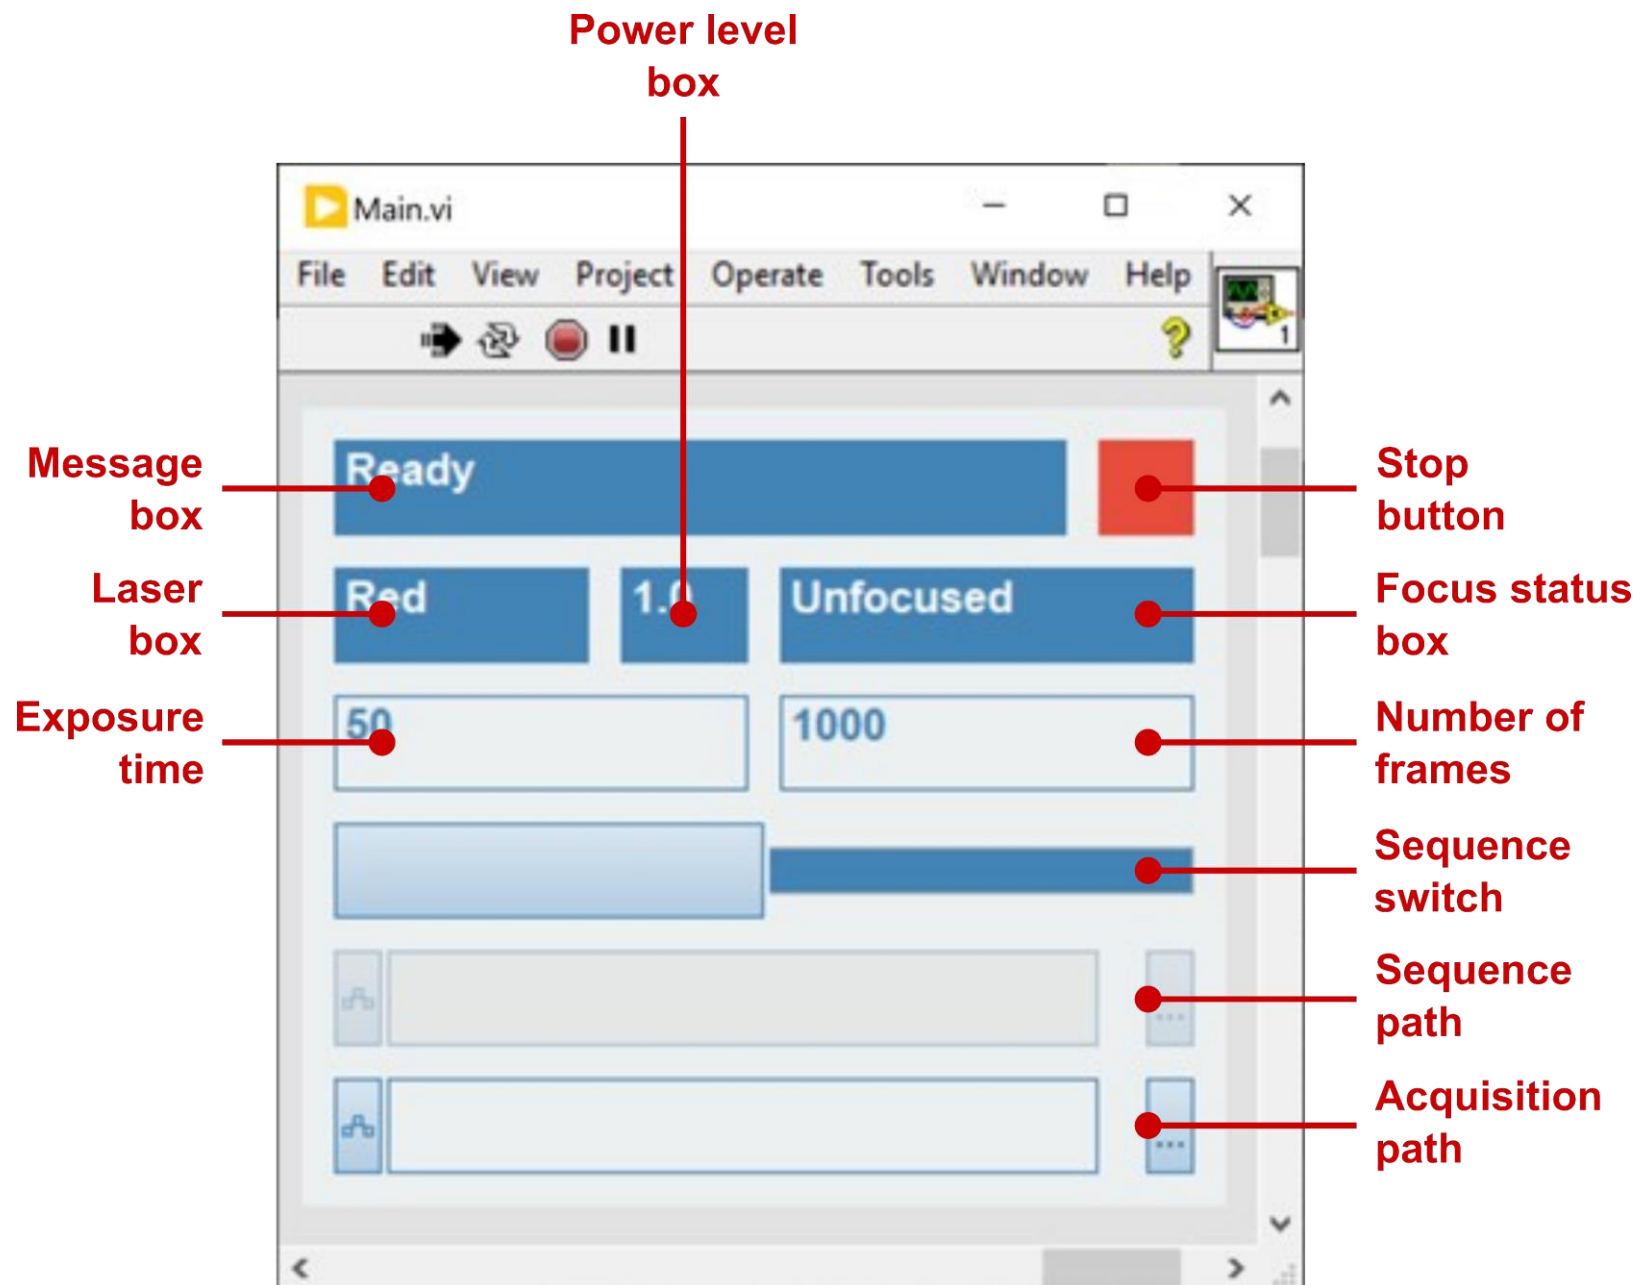 Power level
box
Main.vi
File Edit View Project Operate Tools Window Help
1
Message
box
Ready
Stop
button
Laser
box
Red
1.0
Unfocused
Focus status
box
Exposure
time
50
1000
Number of
frames
Sequence
switch
...
Sequence
path
...
Acquisition
path